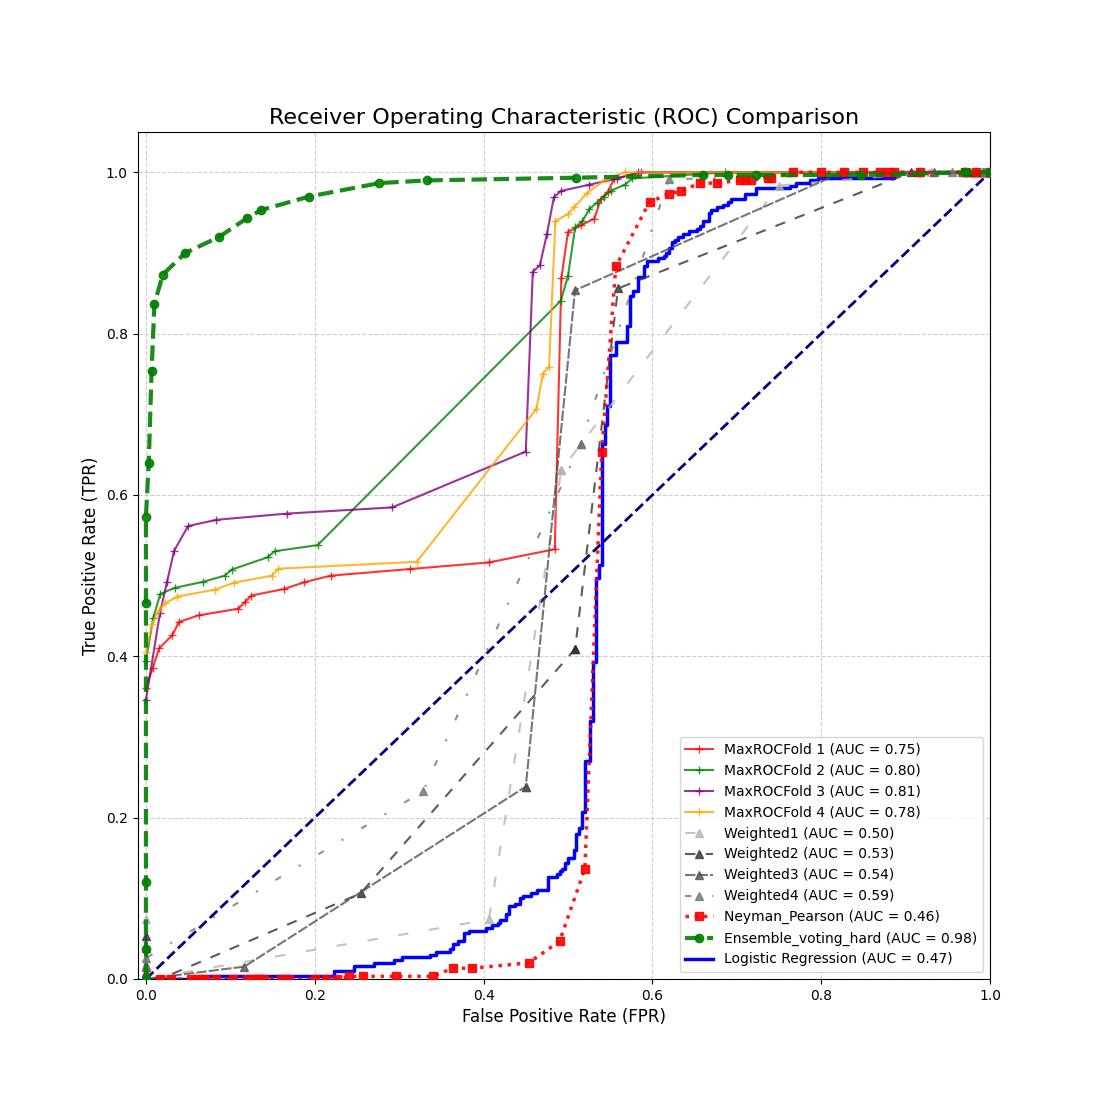 Receiver Operating Characteristic (ROC) Comparison
True Positive Rate (TPR)
1.0
0.8
0.6
0.4
0.2
0.0
MaxROCFold 1 (AUC = 0.75)
MaxROCFold 2 (AUC = 0.80)
MaxROCFold 3 (AUC = 0.81)
MaxROCFold 4 (AUC = 0.78)
Weighted1 (AUC = 0.50)
Weighted2 (AUC = 0.53)
Weighted3 (AUC = 0.54)
Weighted4 (AUC = 0.59)
Neyman_Pearson (AUC = 0.46)
Ensemble_voting_hard (AUC = 0.98)
Logistic Regression (AUC = 0.47)
0.0 0.2 0.4 0.6 0.8 1.0
False Positive Rate (FPR)